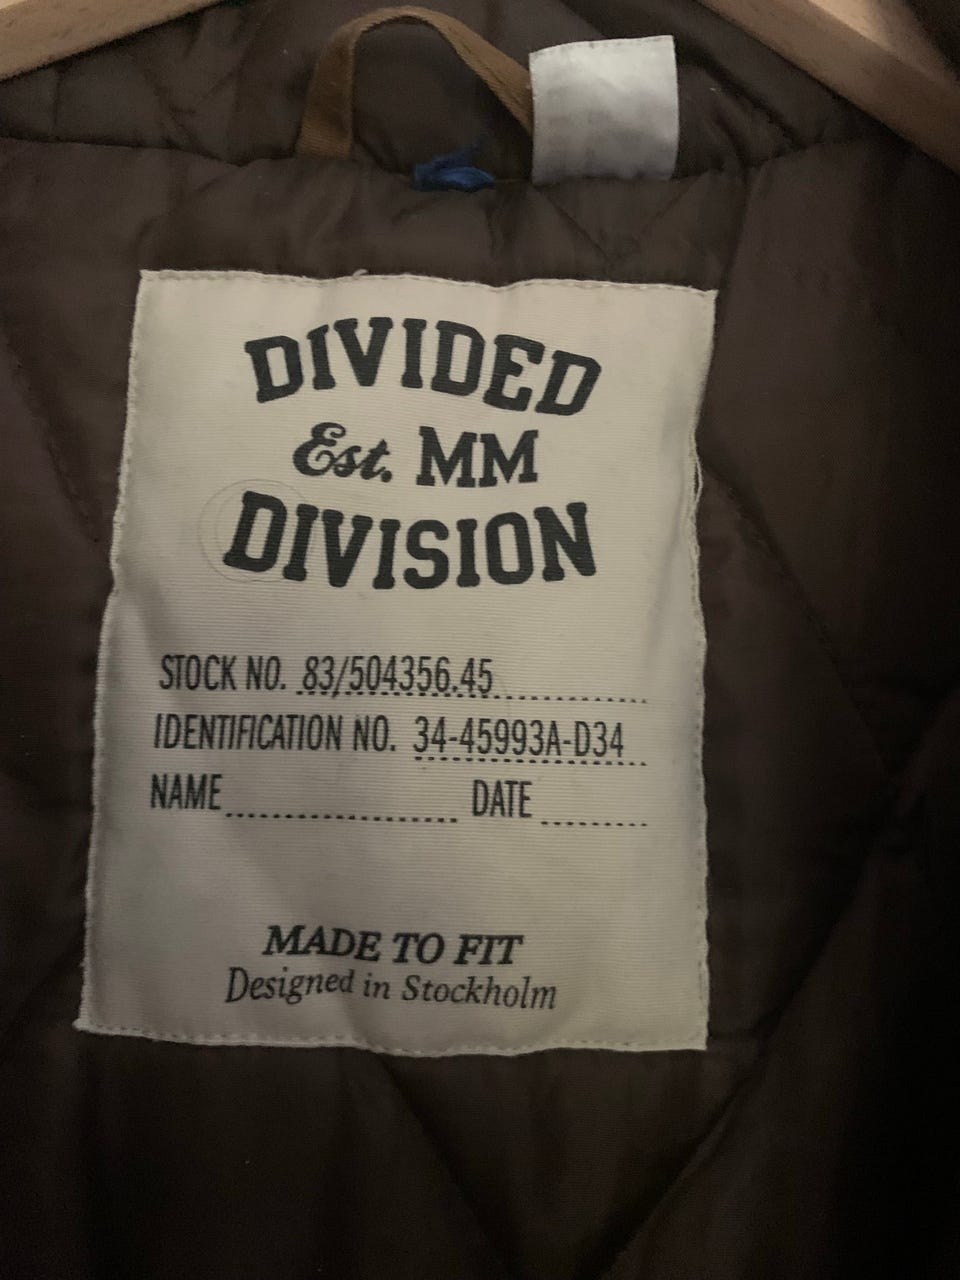 DIVIDED
Est. MM
DIVISION
STOCK NO. 83/504356.45
IDENTIFICATION NO. 34-45993A-D34
NAME DATE
MADE TO FIT
Designed in Stockholm